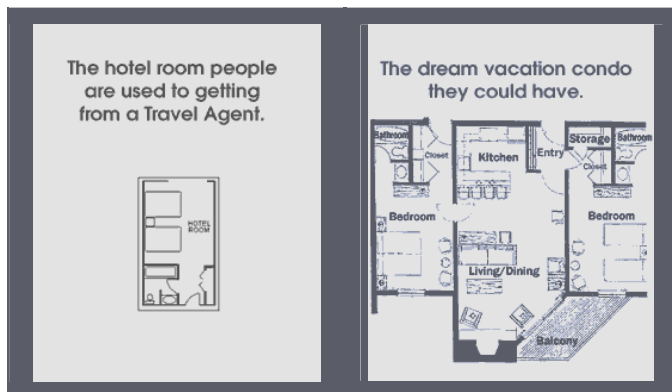 The hotel room people
are used to getting
from a Travel Agent.
HOTEL
ROOM
The dream vacation condo
they could have.
Bathroom
Closet
Kitchen
Entry
Storage
Closet
Bathroom
Bedroom
Bedroom
Living/Dining
Balcony